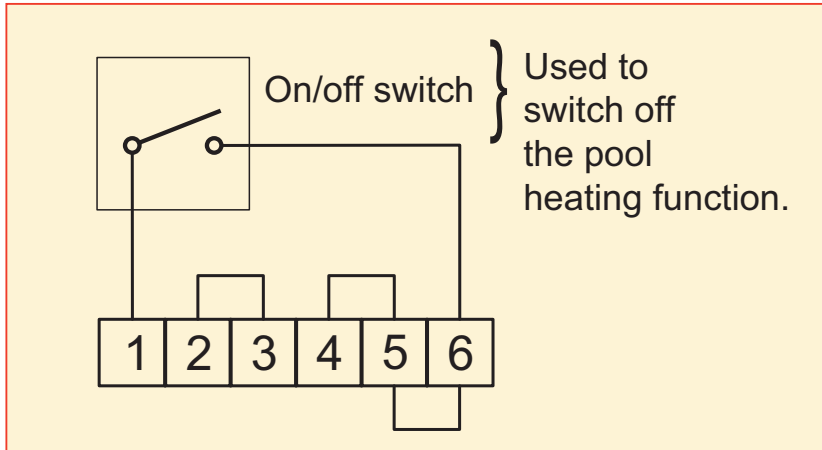 On/off switch
Used to
switch off
the pool
heating function.
1 2 3 4 5 6